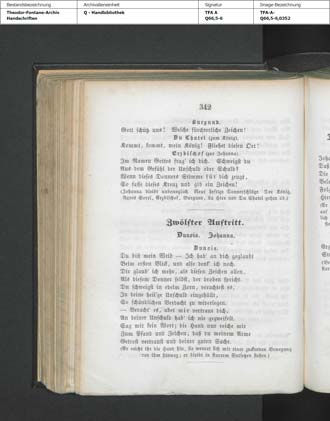 Bestandsbezeichnung Archivalieneinheit Signatur Image-Bezeichnung
Theodor-Fontane-Archiv Q - Handbibliothek TFA A TFA-A-
Handschriften Q66,5-6 Q66,5-6,0352
342
Burgund.
Gott schütz uns! Welche fürchterliche Zeichen!
Du Chatel (zum König).
Kommt, kommt, mein König! Fliehet diesen Ort!
Erzbischof (zur Johanna).
Im Namen Gottes frag' ich dich. Schweigst du
Aus dem Gefühl der Unschuld oder Schuld?
Wenn dieses Donners Stimme für dich zeugt,
So fasse dieses Kreuz und gib ein Zeichen!
(Johanna bleibt unbeweglich. Neue heftige Donnerschläge. Der König,
Agnes Sorel, Erzbischof, Burgund, La Hire und Du Chatel gehen ab.)
Zwölfter Auftritt.
Dunois. Johanna.
Dunois.
Du bist mein Weib — Ich hab' an dich geglaubt
Beim ersten Blick, und also denk' ich noch.
Dir glaub' ich mehr, als diesen Zeichen allen,
Als diesem Donner selbst, der droben spricht.
Du schweigst in edlem Zorn, verachtest es,
In deine heil'ge Unschuld eingehüllt,
So schändlichen Verdacht zu widerlegen.
— Veracht' es, aber mir vertraue dich,
An deiner Unschuld hab' ich nie gezweifelt.
Sag mir kein Wort; die Hand nur reiche mir
Zum Pfand und Zeichen, daß du meinem Arme
Getrost vertraust und deiner guten Sache.
(Er reicht ihr die Hand hin, sie wendet sich mit einer zuckenden Bewegung
von ihm hinweg; er bleibt in starrem Entsetzen stehen.)